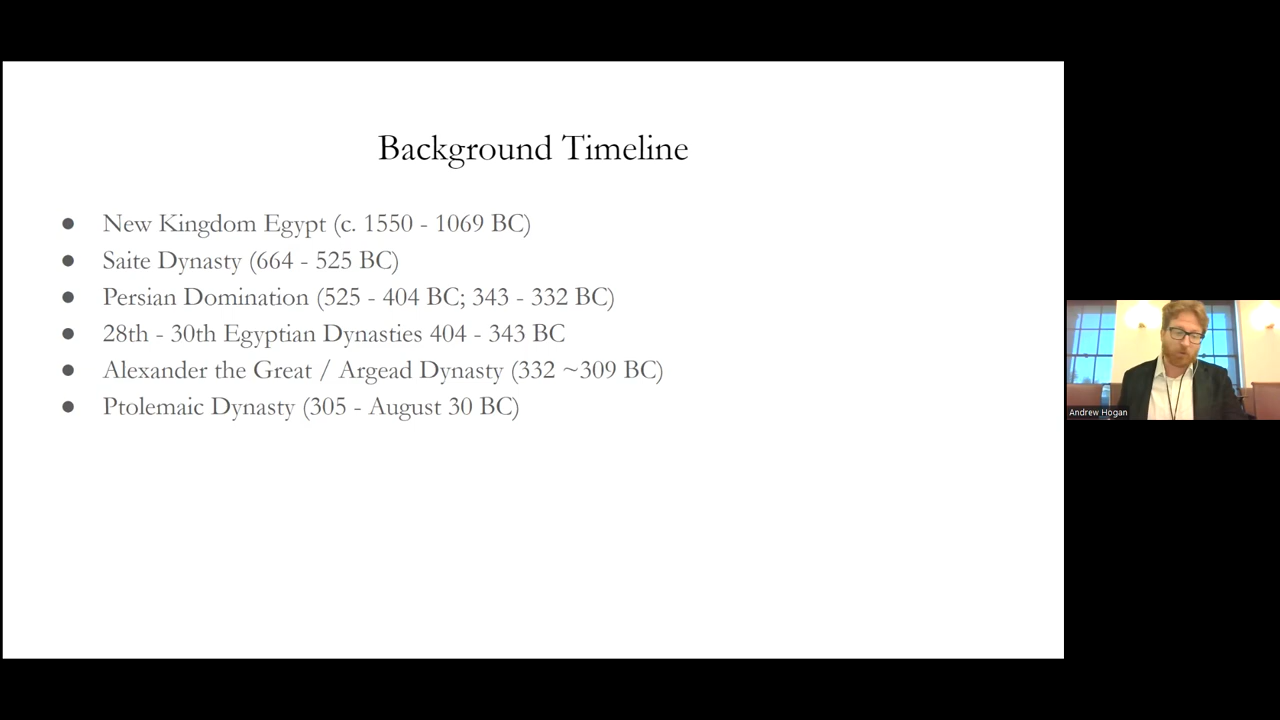 Background Timeline
● New Kingdom Egypt (c. 1550 - 1069 BC)
● Saite Dynasty (664 - 525 BC)
● Persian Domination (525 - 404 BC; 343 - 332 BC)
● 28th - 30th Egyptian Dynasties 404 - 343 BC
● Alexander the Great / Argead Dynasty (332 ~309 BC)
● Ptolemaic Dynasty (305 - August 30 BC)
Andrew Hogan